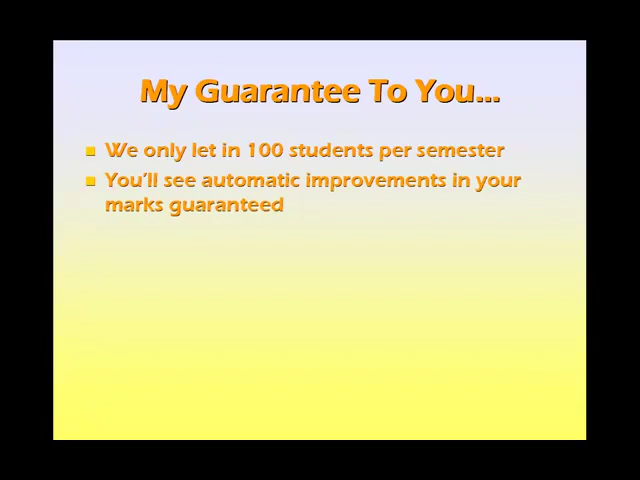 My Guarantee To You...
We only let in 100 students per semester
You'll see automatic improvements in your
marks guaranteed